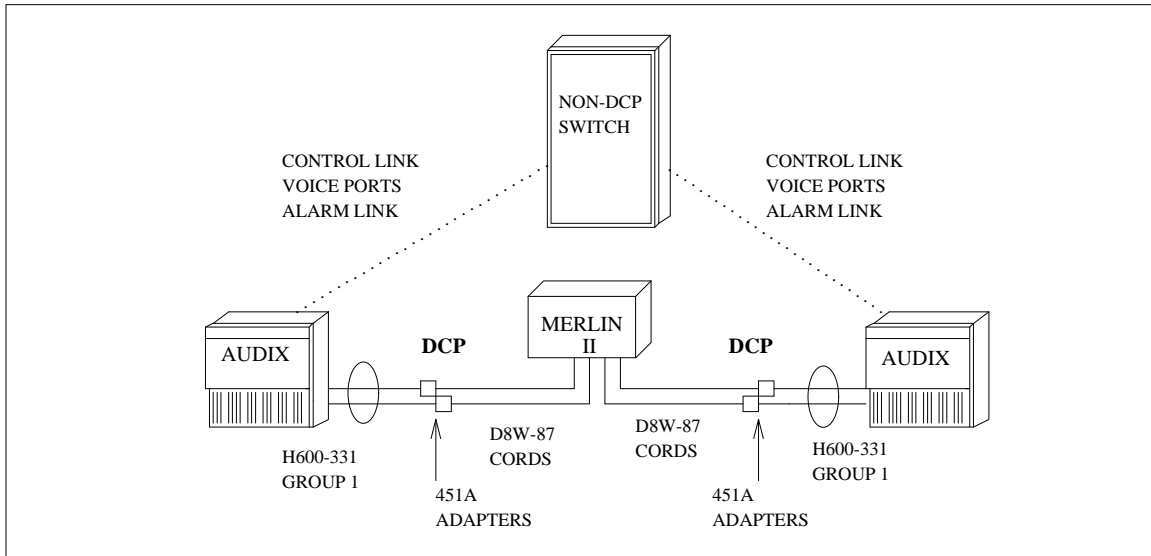 NON-DCP
SWITCH
CONTROL LINK
VOICE PORTS
ALARM LINK
CONTROL LINK
VOICE PORTS
ALARM LINK
AUDIX
DCP
MERLIN
II
DCP
AUDIX
H600-331
GROUP 1
D8W-87
CORDS
D8W-87
CORDS
H600-331
GROUP 1
451A
ADAPTERS
451A
ADAPTERS